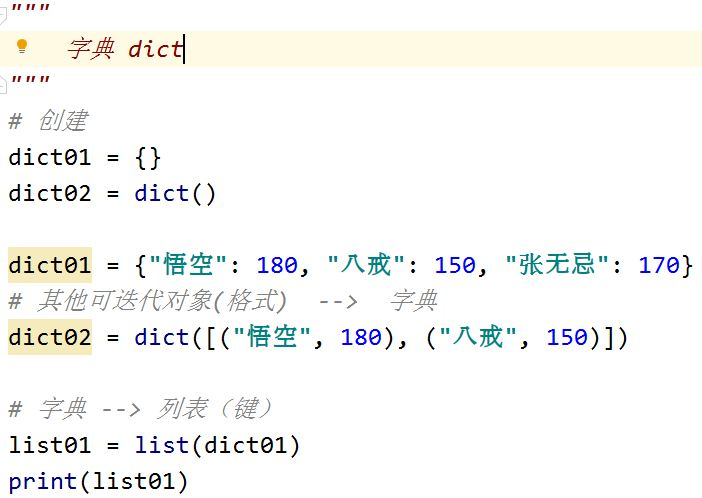 """
字典 dict
"""
# 创建
dict01 = {}
dict02 = dict()
dict01 = {"悟空": 180, "八戒": 150, "张无忌": 170}
# 其他可迭代对象(格式)  -->  字典
dict02 = dict([("悟空", 180), ("八戒", 150)])
# 字典 --> 列表（键）
list01 = list(dict01)
print(list01)